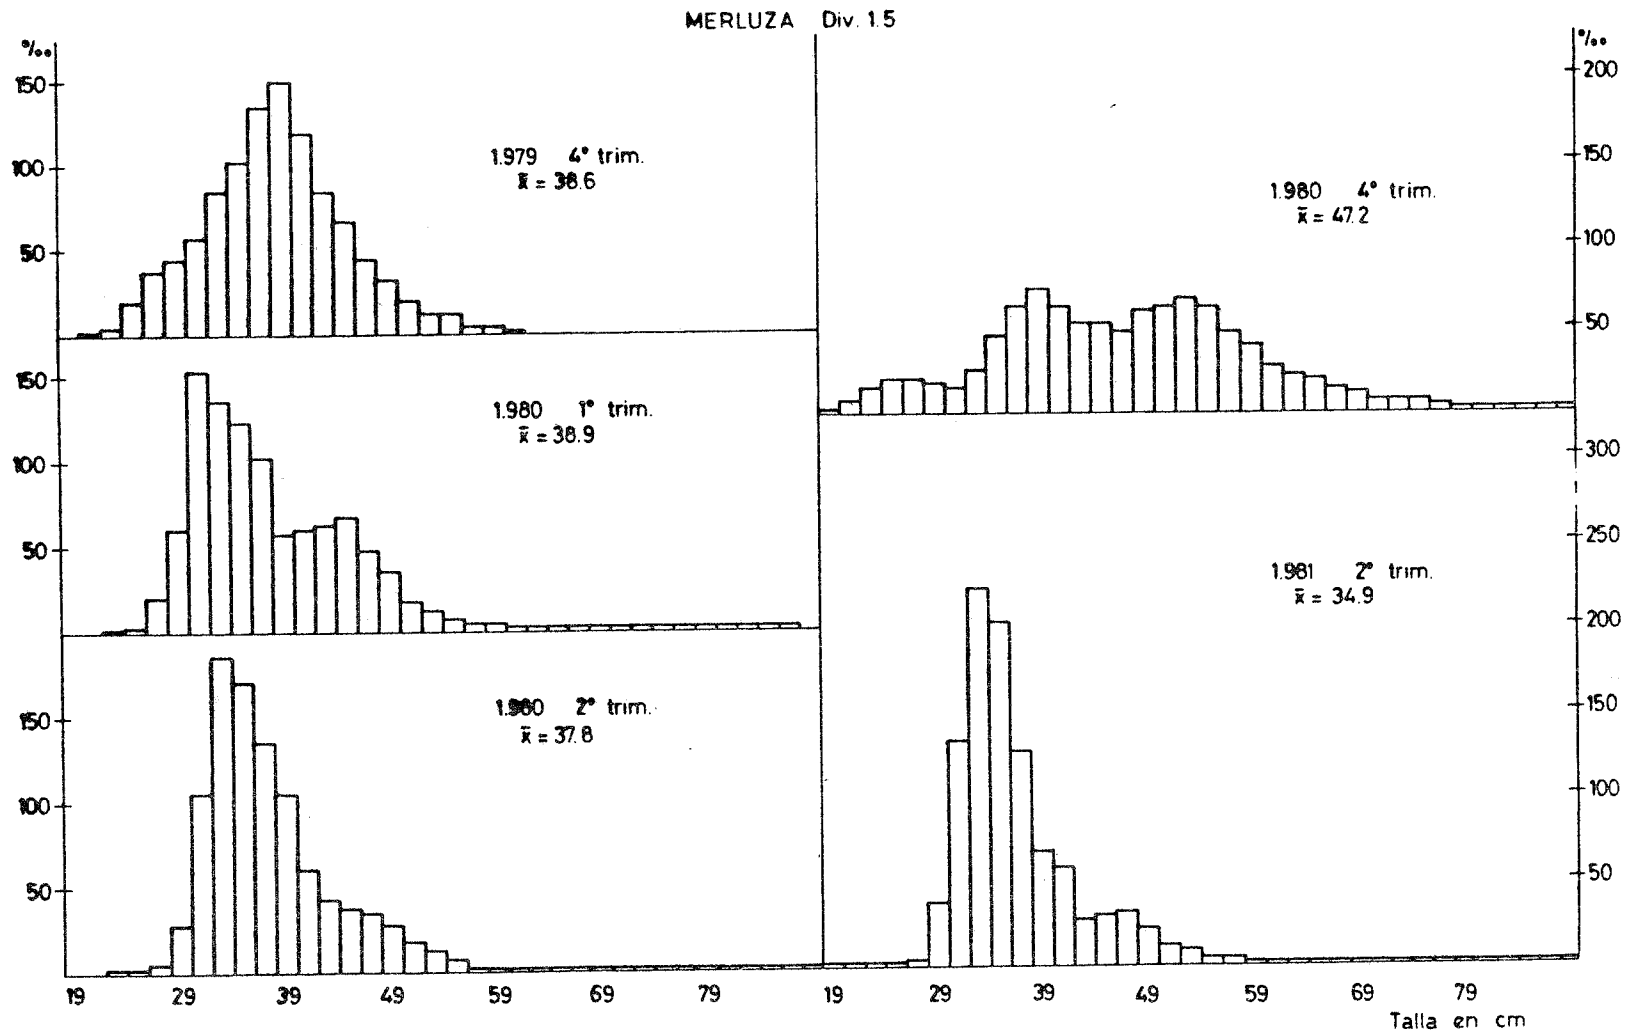 MERLUZA Div. 1.5
°/oo
150
100
50
1.979 4° trim.
x̄ = 38.6
150
100
50
1.980 1° trim.
x̄ = 38.9
150
100
50
1.980 2° trim.
x̄ = 37.8
19 29 39 49 59 69 79
°/oo
200
150
100
50
1.980 4° trim.
x̄ = 47.2
300
250
200
150
100
50
1.981 2° trim.
x̄ = 34.9
19 29 39 49 59 69 79
Talla en cm